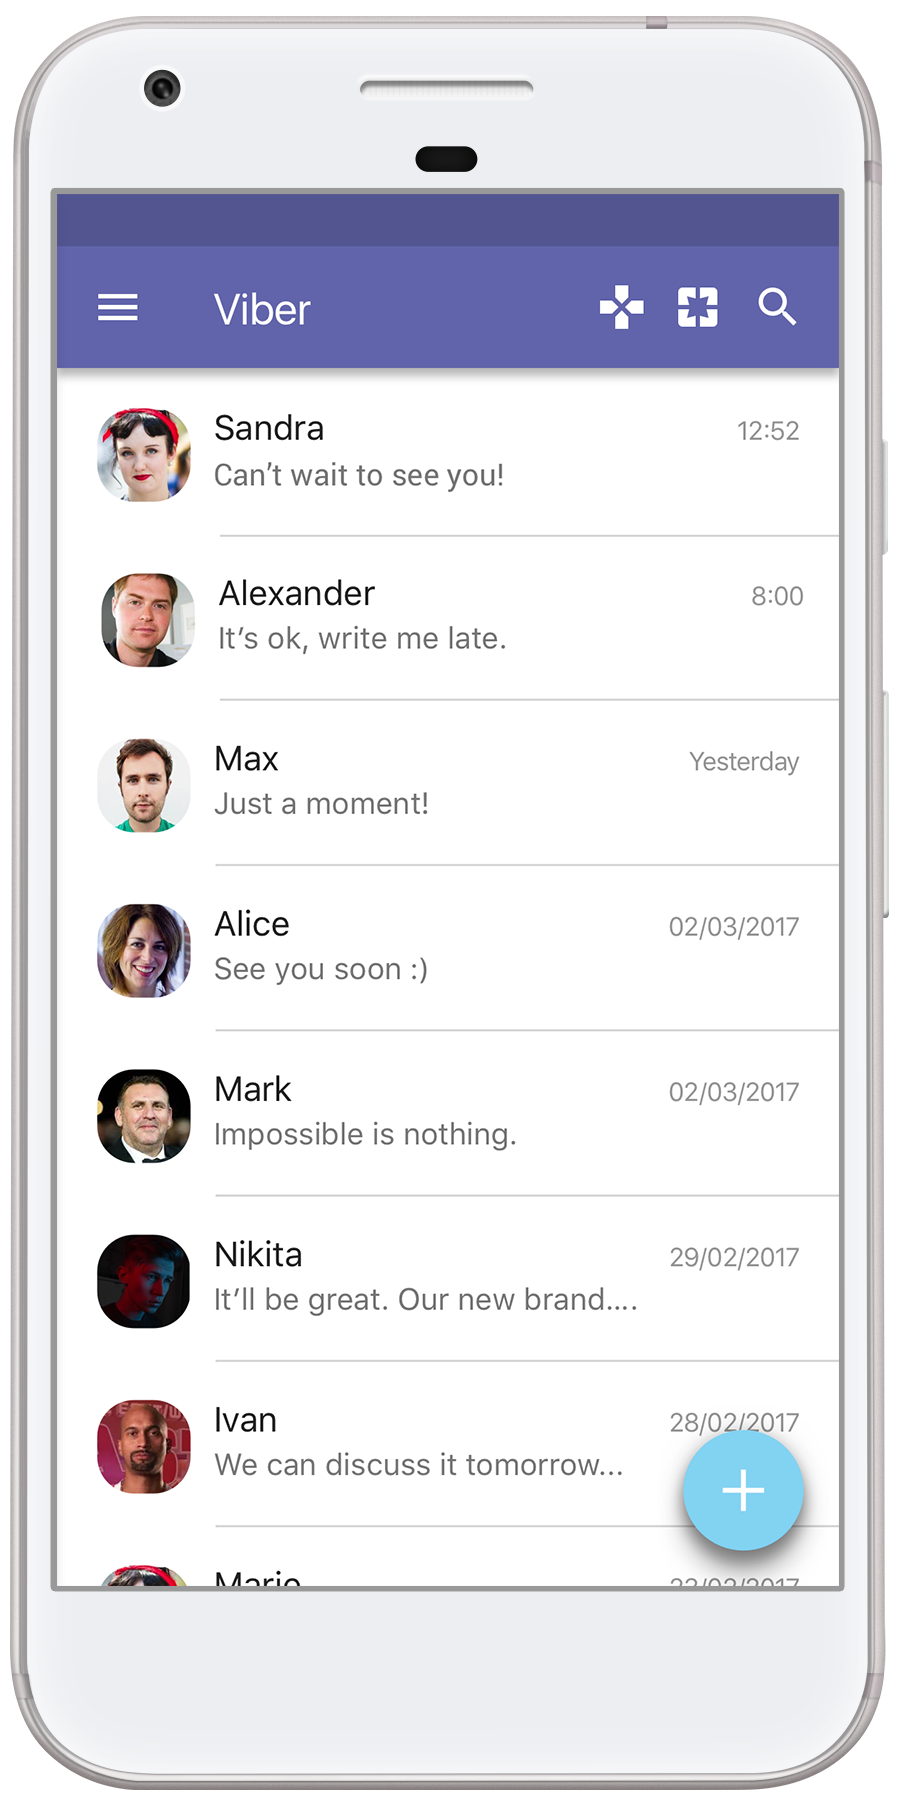 Viber
Sandra
12:52
Can’t wait to see you!
Alexander
8:00
It’s ok, write me late.
Max
Yesterday
Just a moment!
Alice
02/03/2017
See you soon :)
Mark
02/03/2017
Impossible is nothing.
Nikita
29/02/2017
It’ll be great. Our new brand....
Ivan
28/02/2017
We can discuss it tomorrow...